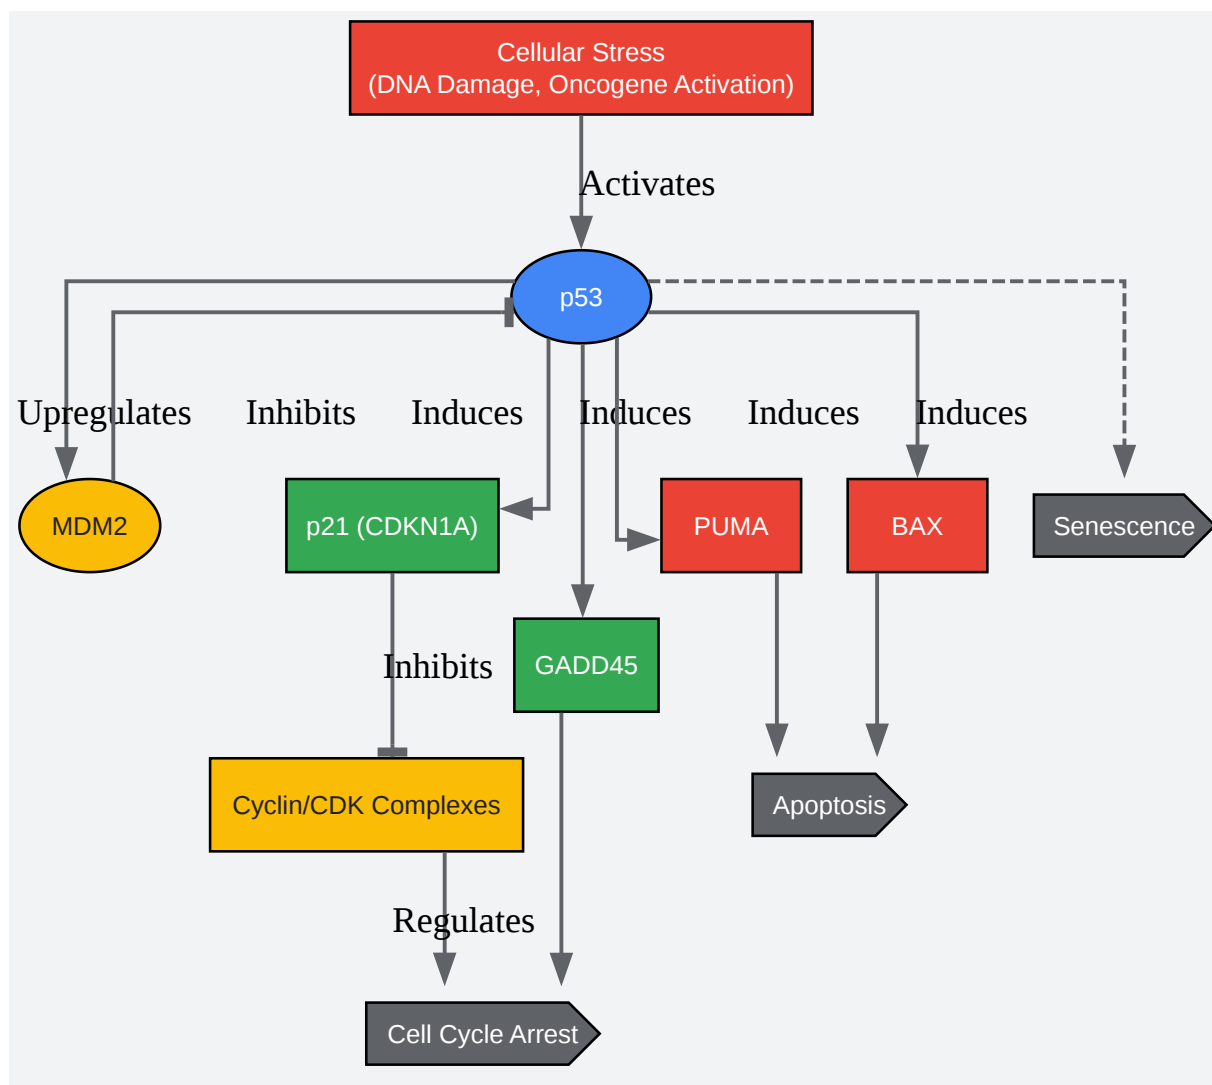 Cellular Stress
(DNA Damage, Oncogene Activation)
Activates
p53
Upregulates
Inhibits
Induces
Induces
Induces
Induces
MDM2
p21 (CDKN1A)
PUMA
BAX
Senescence
Inhibits
GADD45
Cyclin/CDK Complexes
Apoptosis
Regulates
Cell Cycle Arrest